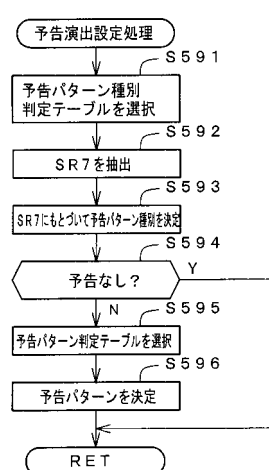 予告演出設定処理
S591
予告パターン種別
判定テーブルを選択
S592
SR7を抽出
S593
SR7にもとづいて予告パターン種別を決定
S594
予告なし?
Y
N
S595
予告パターン判定テーブルを選択
S596
予告パターンを決定
RET